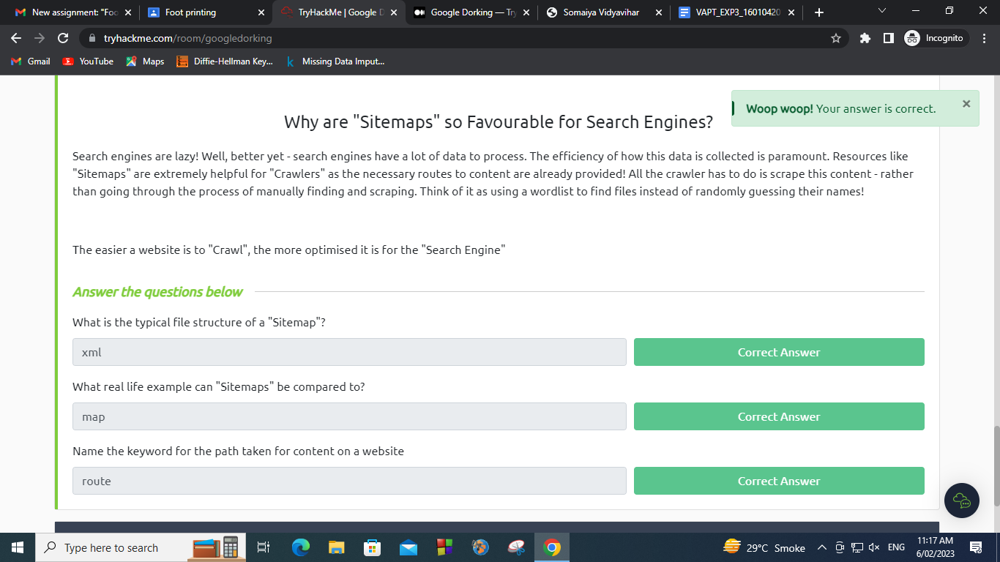 New assignment: "Foo
Foot printing
TryHackMe | Google D
Google Dorking — Try
Somaiya Vidyavihar
VAPT_EXP3_16010420
tryhackme.com/room/googledorking
Incognito
Gmail
YouTube
Maps
Diffie-Hellman Key...
Missing Data Imput...
Woop woop! Your answer is correct.
Why are "Sitemaps" so Favourable for Search Engines?
Search engines are lazy! Well, better yet - search engines have a lot of data to process. The efficiency of how this data is collected is paramount. Resources like
"Sitemaps" are extremely helpful for "Crawlers" as the necessary routes to content are already provided! All the crawler has to do is scrape this content - rather
than going through the process of manually finding and scraping. Think of it as using a wordlist to find files instead of randomly guessing their names!
The easier a website is to "Crawl", the more optimised it is for the "Search Engine"
Answer the questions below
What is the typical file structure of a "Sitemap"?
xml
Correct Answer
What real life example can "Sitemaps" be compared to?
map
Correct Answer
Name the keyword for the path taken for content on a website
route
Correct Answer
Type here to search
29°C Smoke
ENG
11:17 AM
6/02/2023